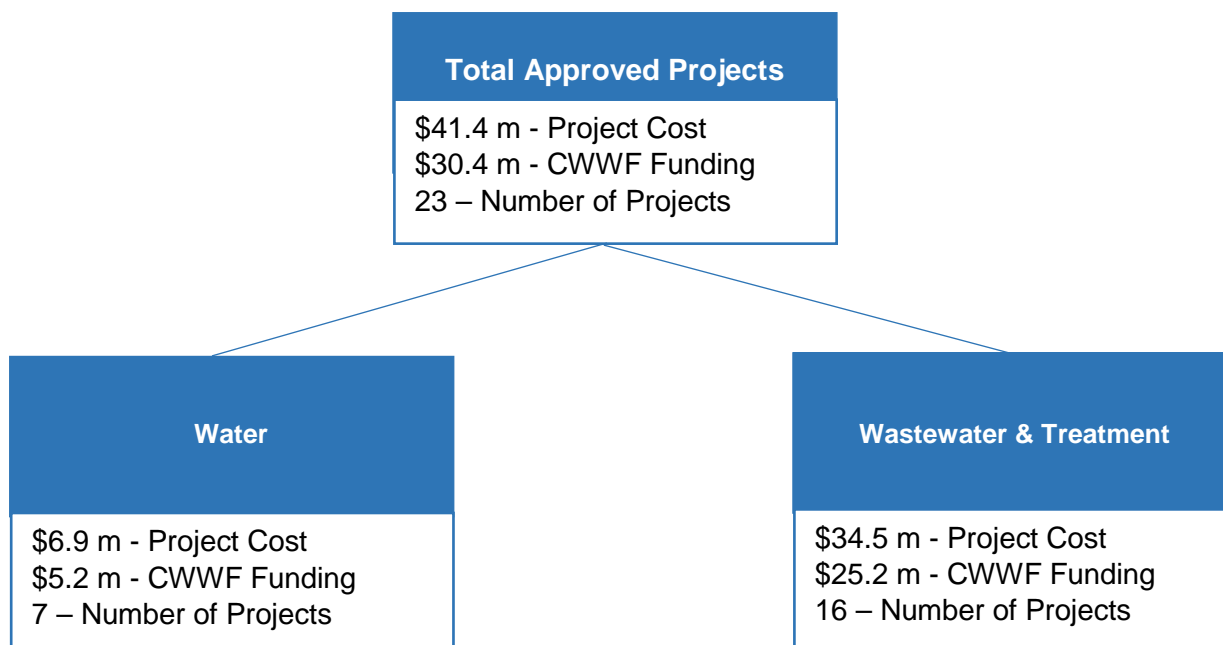 Total Approved Projects
$41.4 m - Project Cost
$30.4 m - CWWF Funding
23 – Number of Projects
Water
$6.9 m - Project Cost
$5.2 m - CWWF Funding
7 – Number of Projects
Wastewater & Treatment
$34.5 m - Project Cost
$25.2 m - CWWF Funding
16 – Number of Projects